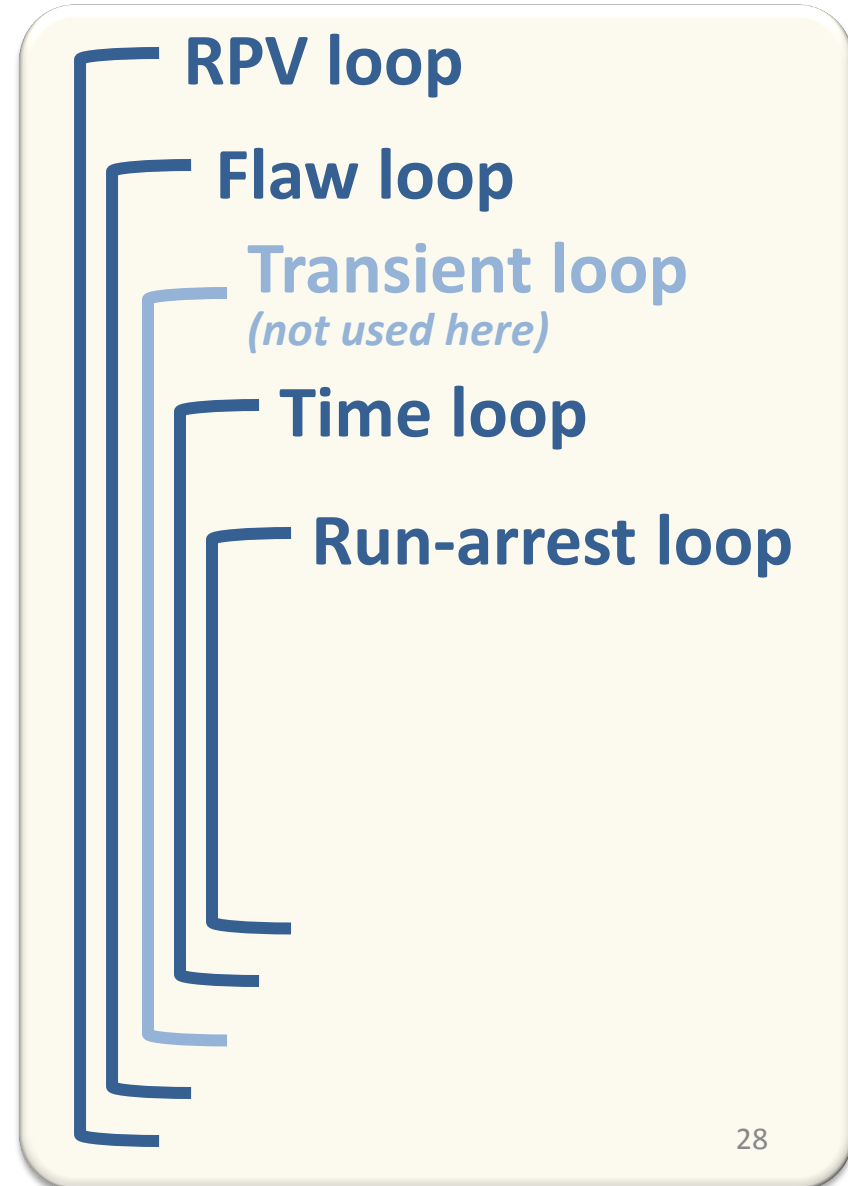 RPV loop
Flaw loop
Transient loop
(not used here)
Time loop
Run-arrest loop
28